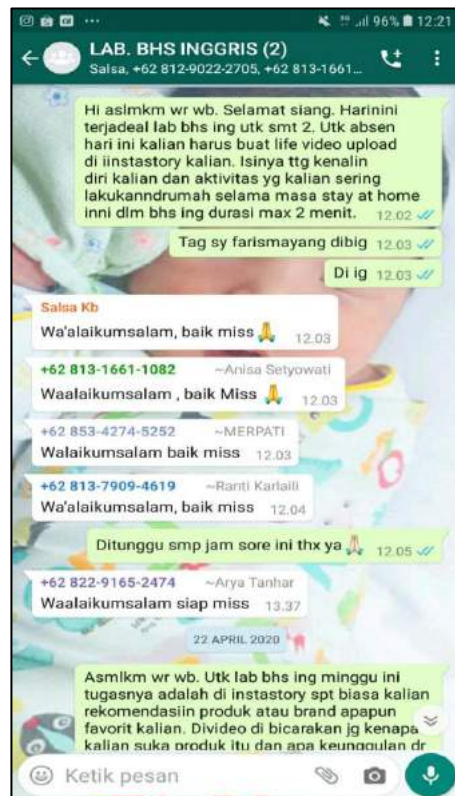 96% 12:21
LAB. BHS INGGRIS (2)
Salsa, +62 812-9022-2705, +62 813-1661...
Hi aslmkm wr wb. Selamat siang. Harinini
terjadeal lab bhs ing utk smt 2. Utk absen
hari ini kalian harus buat life video upload
di iinstastory kalian. Isinya ttg kenalin
diri kalian dan aktivitas yg kalian sering
lakukanndrumah selama masa stay at home
inni dlm bhs ing durasi max 2 menit. 12.02
Tag sy farismayang dibig 12.03
Di ig 12.03
Salsa Kb
Wa'alaikumsalam, baik miss 🙏 12.03
+62 813-1661-1082 ~Anisa Setyowati
Waalaikumsalam , baik Miss 🙏 12.03
+62 853-4274-5252 ~MERPATI
Walaikumsalam baik miss 12.03
+62 813-7909-4619 ~Ranti Karlaili
Wa'alaikumsalam, baik miss 12.04
Ditunggu smp jam sore ini thx ya 🙏 12.05
+62 822-9165-2474 ~Arya Tanhar
Waalaikumsalam siap miss 13.37
22 APRIL 2020
Asmlkm wr wb. Utk lab bhs ing minggu ini
tugasnya adalah di instastory spt biasa kalian
rekomendasiin produk atau brand apapun
favorit kalian. Divideo di bicarakan jg kenapa
kalian suka produk itu dan apa keunggulan dr
Ketik pesan